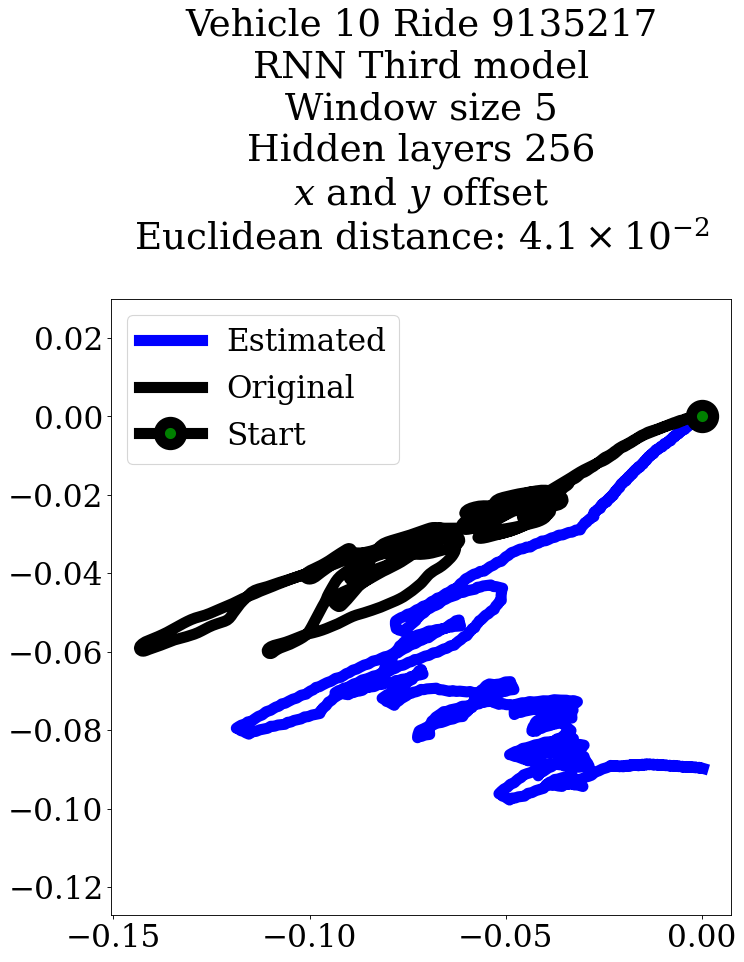 Vehicle 10 Ride 9135217
RNN Third model
Window size 5
Hidden layers 256
x and y offset
Euclidean distance: 4.1 × 10⁻²
Estimated
Original
Start
0.02
0.00
−0.02
−0.04
−0.06
−0.08
−0.10
−0.12
−0.15 −0.10 −0.05 0.00